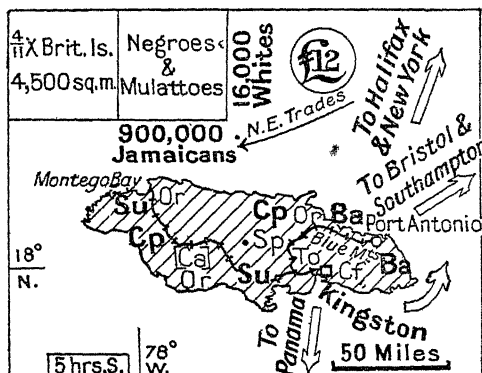 4/11 X Brit. Is.
4,500 sq.m.
Negroes
&
Mulattoes
16,000
Whites
£12
N.E. Trades
To Halifax
& New York
900,000
Jamaicans
To Bristol &
Southampton
Montego Bay
Su
Or
Cp
Or
Ba
Port Antonio
Cp
Sp
Blue Mts.
Ca
To
Ba
Or
Su
Cf
18°
N.
Kingston
To
Panama
50 Miles
5 hrs. S.
78°
W.